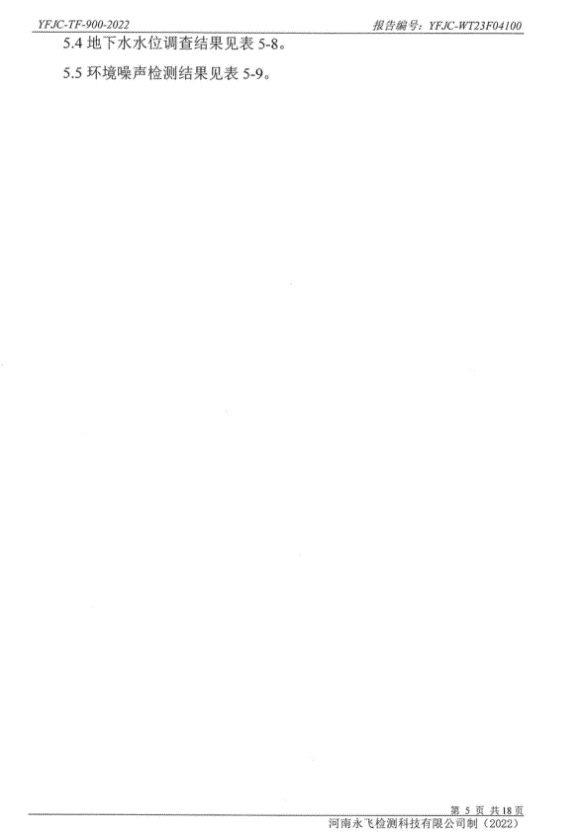 YFJC-TF-900-2022 报告编号：YFJC-WT23F04100
5.4 地下水水位调查结果见表 5-8。
5.5 环境噪声检测结果见表 5-9。
第 5 页 共18页
河南永飞检测科技有限公司制（2022）